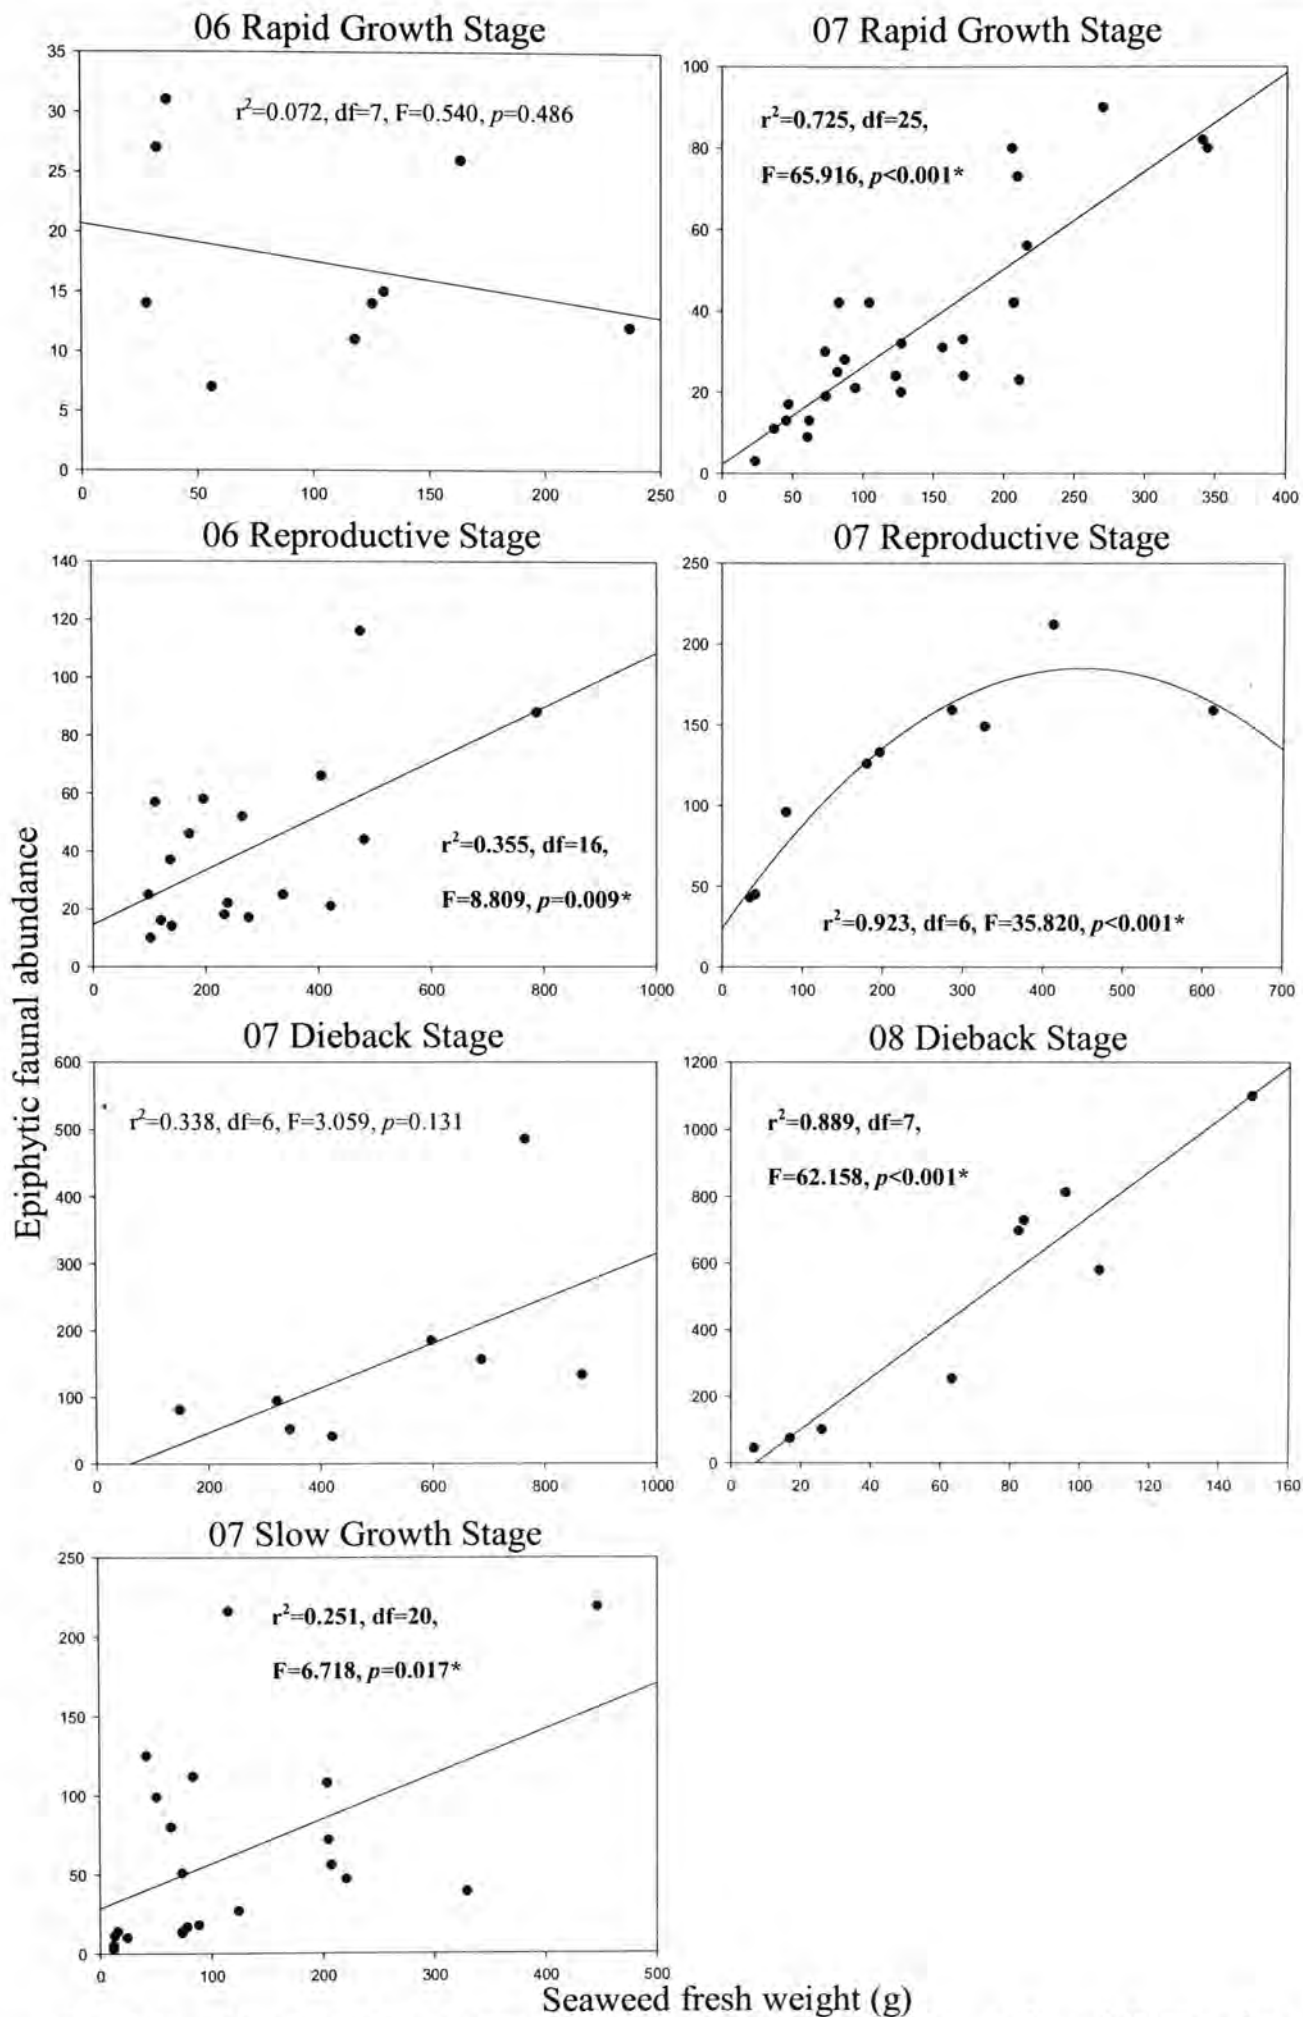 06 Rapid Growth Stage
35
30
25
20
15
10
5
0
r²=0.072, df=7, F=0.540, p=0.486
0 50 100 150 200 250
07 Rapid Growth Stage
100
80
60
40
20
0
r²=0.725, df=25,
F=65.916, p<0.001*
0 50 100 150 200 250 300 350 400
06 Reproductive Stage
140
120
100
80
60
40
20
0
r²=0.355, df=16,
F=8.809, p=0.009*
0 200 400 600 800 1000
07 Reproductive Stage
250
200
150
100
50
0
r²=0.923, df=6, F=35.820, p<0.001*
0 100 200 300 400 500 600 700
Epiphytic faunal abundance
07 Dieback Stage
600
500
400
300
200
100
0
r²=0.338, df=6, F=3.059, p=0.131
0 200 400 600 800 1000
08 Dieback Stage
1200
1000
800
600
400
200
0
r²=0.889, df=7,
F=62.158, p<0.001*
0 20 40 60 80 100 120 140 160
07 Slow Growth Stage
250
200
150
100
50
0
r²=0.251, df=20,
F=6.718, p=0.017*
0 100 200 300 400 500
Seaweed fresh weight (g)